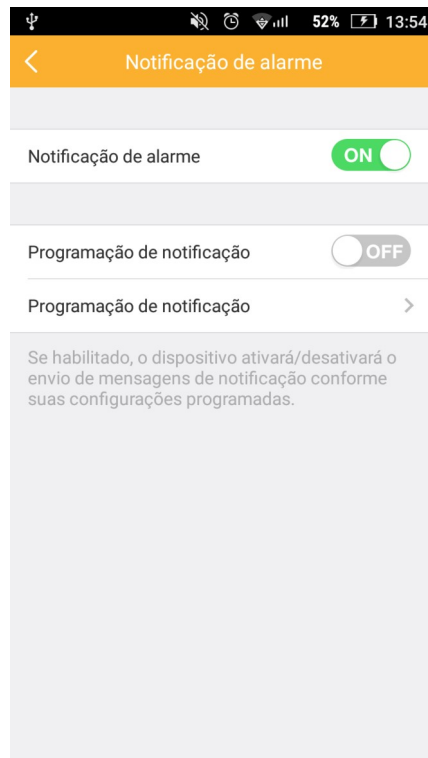 52% 13:54
Notificação de alarme
Notificação de alarme ON
Programação de notificação OFF
Programação de notificação
Se habilitado, o dispositivo ativará/desativará o
envio de mensagens de notificação conforme
suas configurações programadas.